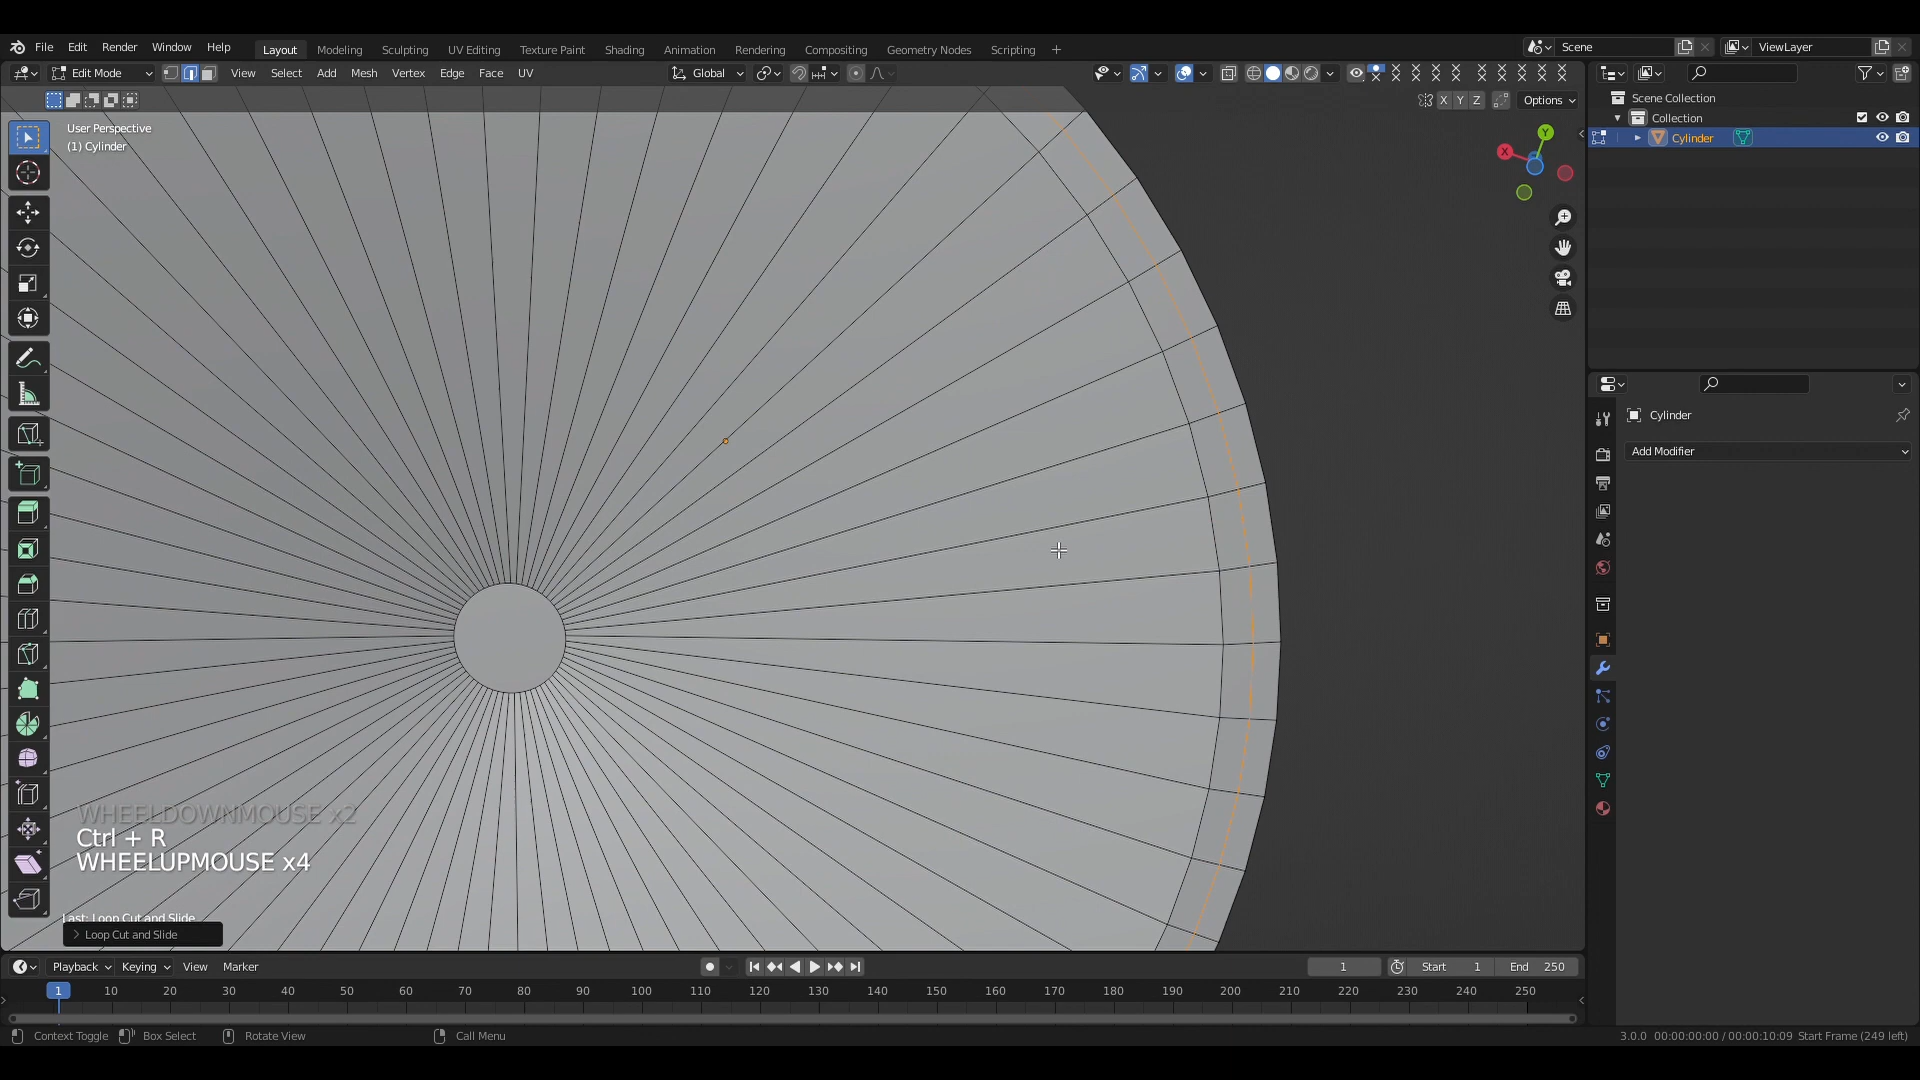 File Edit Render Window Help Layout Modeling Sculpting UV Editing Texture Paint Shading Animation Rendering Compositing Geometry Nodes Scripting + Scene ViewLayer
Edit Mode View Select Add Mesh Vertex Edge Face UV Global
X Y Z Options
Scene Collection
Collection
Cylinder
User Perspective
(1) Cylinder
Y
X
Cylinder
Add Modifier
WHEELDOWNMOUSE x2
Ctrl + R
WHEELUPMOUSE x4
Last: Loop Cut and Slide
Loop Cut and Slide
Playback Keying View Marker 1 Start 1 End 250
1 10 20 30 40 50 60 70 80 90 100 110 120 130 140 150 160 170 180 190 200 210 220 230 240 250
Context Toggle Box Select Rotate View Call Menu 3.0.0 00:00:00:00 / 00:00:10:09 Start Frame (249 left)